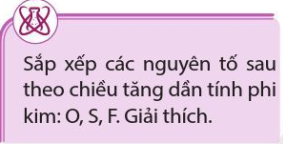 Sắp xếp các nguyên tố sau
theo chiều tăng dần tính phi
kim: O, S, F. Giải thích.